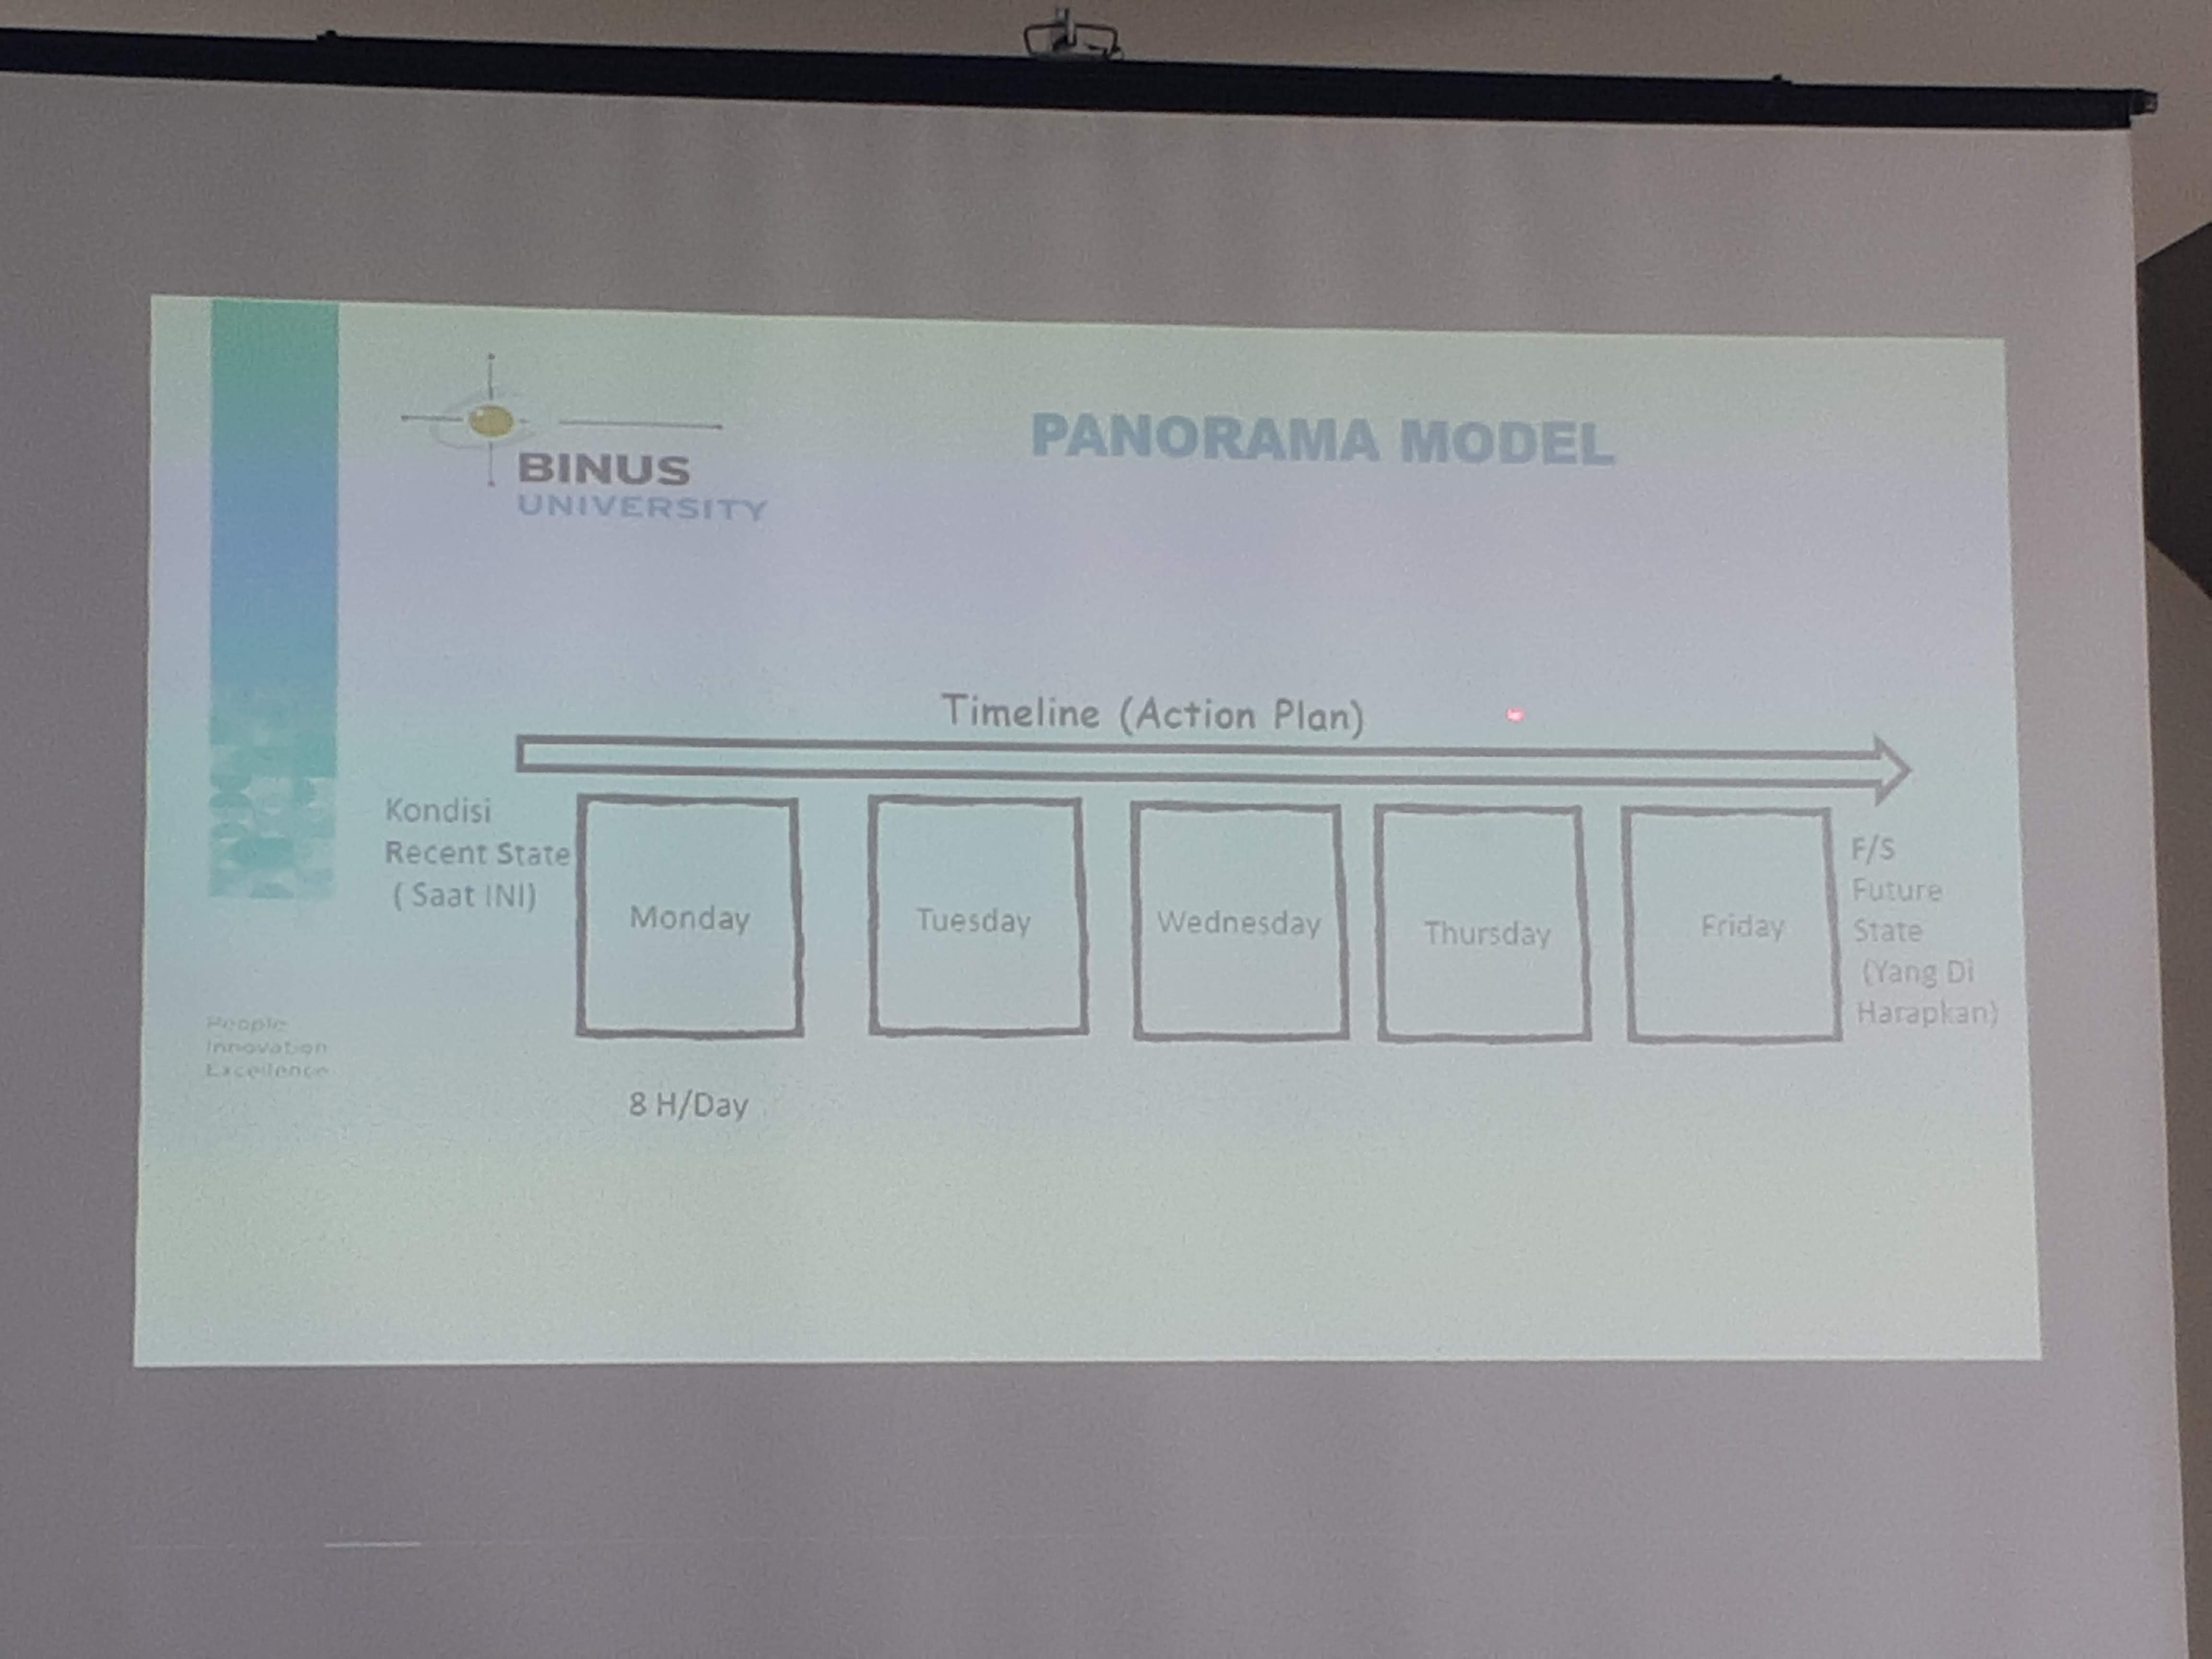 BINUS
UNIVERSITY
PANORAMA MODEL
Timeline (Action Plan)
Kondisi
Recent State
( Saat INI)
Monday
Tuesday
Wednesday
Thursday
Friday
F/S
Future
State
(Yang Di
Harapkan)
People
Innovation
Excellence
8 H/Day